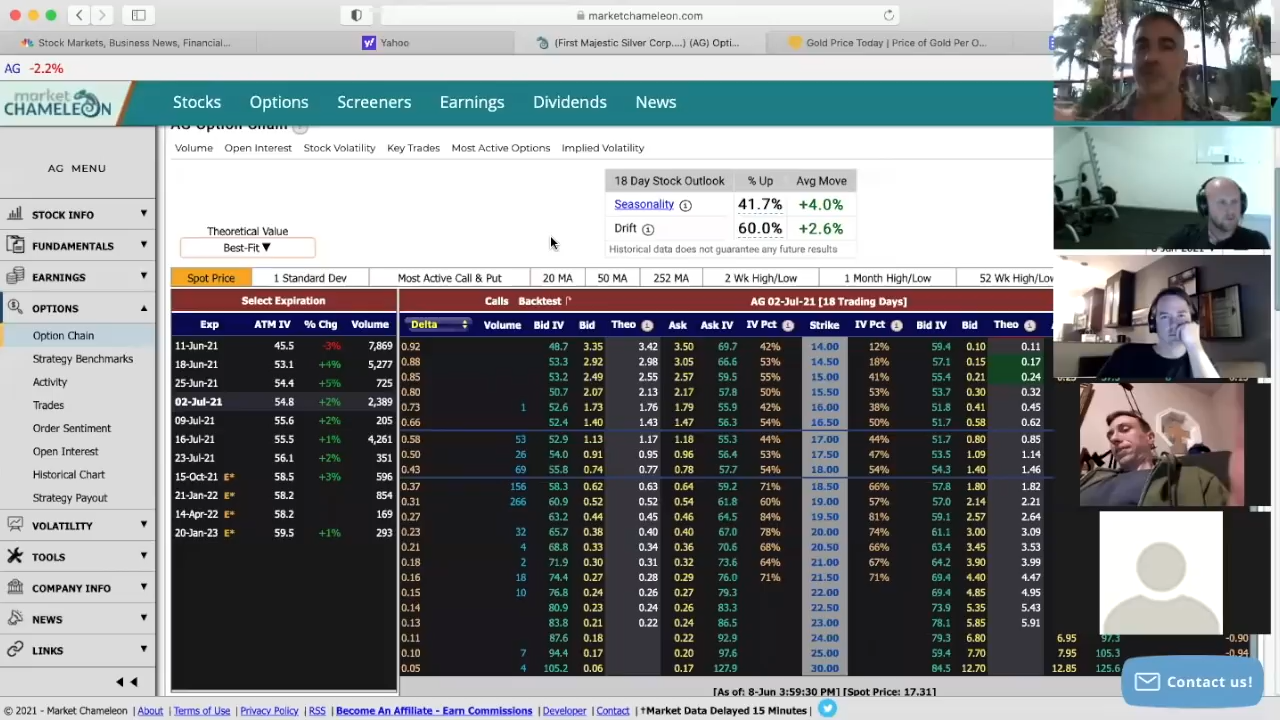 marketchameleon.com
Stock Markets, Business News, Financial...
Yahoo
(First Majestic Silver Corp....) (AG) Opti...
Gold Price Today | Price of Gold Per O...
AG -2.2%
market CHAMELEON
Stocks Options Screeners Earnings Dividends News
AG Option Chain
Volume Open Interest Stock Volatility Key Trades Most Active Options Implied Volatility
AG MENU
STOCK INFO
FUNDAMENTALS
EARNINGS
OPTIONS
Option Chain
Strategy Benchmarks
Activity
Trades
Order Sentiment
Open Interest
Historical Chart
Strategy Payout
VOLATILITY
TOOLS
COMPANY INFO
NEWS
LINKS
18 Day Stock Outlook % Up Avg Move
Seasonality 41.7% +4.0%
Drift 60.0% +2.6%
Historical data does not guarantee any future results
Theoretical Value
Best-Fit ▼
Spot Price 1 Standard Dev Most Active Call & Put 20 MA 50 MA 252 MA 2 Wk High/Low 1 Month High/Low 52 Wk High/Low
Select Expiration
Exp ATM IV % Chg Volume
11-Jun-21 45.5 -3% 7,869
18-Jun-21 53.1 +4% 5,277
25-Jun-21 54.4 +5% 725
02-Jul-21 54.8 +2% 2,389
09-Jul-21 55.6 +2% 205
16-Jul-21 55.5 +1% 4,261
23-Jul-21 56.1 +2% 351
15-Oct-21 E* 58.5 +3% 596
21-Jan-22 E* 58.2 854
14-Apr-22 E* 58.2 169
20-Jan-23 E* 59.5 +1% 293
Calls Backtest AG 02-Jul-21 [18 Trading Days]
Delta Volume Bid IV Bid Theo Ask Ask IV IV Pct Strike IV Pct Bid IV Bid Theo
0.92 48.7 3.35 3.42 3.50 69.7 42% 14.00 12% 59.4 0.10 0.11
0.88 53.3 2.92 2.98 3.05 66.6 53% 14.50 18% 57.1 0.15 0.17
0.85 53.2 2.49 2.55 2.57 59.5 55% 15.00 41% 55.4 0.21 0.24
0.80 50.7 2.07 2.13 2.17 57.8 50% 15.50 53% 53.7 0.30 0.32
0.73 1 52.6 1.73 1.76 1.79 55.9 42% 16.00 38% 51.8 0.41 0.45
0.66 52.4 1.40 1.43 1.47 56.3 54% 16.50 50% 51.7 0.58 0.62
0.58 53 52.9 1.13 1.17 1.18 55.3 44% 17.00 44% 51.7 0.80 0.85
0.50 26 54.0 0.91 0.95 0.96 56.4 53% 17.50 47% 53.5 1.09 1.14
0.43 69 55.8 0.74 0.77 0.78 57.7 54% 18.00 54% 54.3 1.40 1.46
0.37 156 58.3 0.62 0.63 0.64 59.2 71% 18.50 66% 57.8 1.80 1.82
0.31 266 60.9 0.52 0.52 0.54 61.8 60% 19.00 57% 57.0 2.14 2.21
0.27 63.2 0.44 0.45 0.46 64.5 84% 19.50 81% 59.1 2.57 2.64
0.23 32 65.7 0.38 0.40 0.40 67.0 78% 20.00 74% 61.1 3.00 3.09
0.21 4 68.8 0.33 0.34 0.36 70.6 68% 20.50 66% 62.4 3.45 3.53
0.18 2 71.9 0.30 0.31 0.32 73.6 64% 21.00 67% 64.2 3.90 3.99
0.16 18 74.4 0.27 0.28 0.29 76.0 71% 21.50 71% 69.4 4.40 4.47
0.15 10 76.8 0.24 0.26 0.27 79.3 22.00 69.4 4.85 4.95
0.14 80.9 0.23 0.24 0.26 83.3 22.50 73.9 5.35 5.43
0.13 83.8 0.21 0.22 0.24 86.5 23.00 78.1 5.85 5.91
0.11 87.6 0.18 0.22 92.9 24.00 79.3 6.80 6.95 97.3 -0.90
0.10 7 94.4 0.17 0.20 97.6 25.00 59.4 7.70 7.95 105.3 -0.94
0.05 4 105.2 0.06 0.17 127.9 30.00 84.5 12.70 12.85 125.6
[As of: 8-Jun 3:59:30 PM] [Spot Price: 17.31]
Contact us!
© 2021 - Market Chameleon | About | Terms of Use | Privacy Policy | RSS | Become An Affiliate - Earn Commissions | Developer | Contact | †Market Data Delayed 15 Minutes |